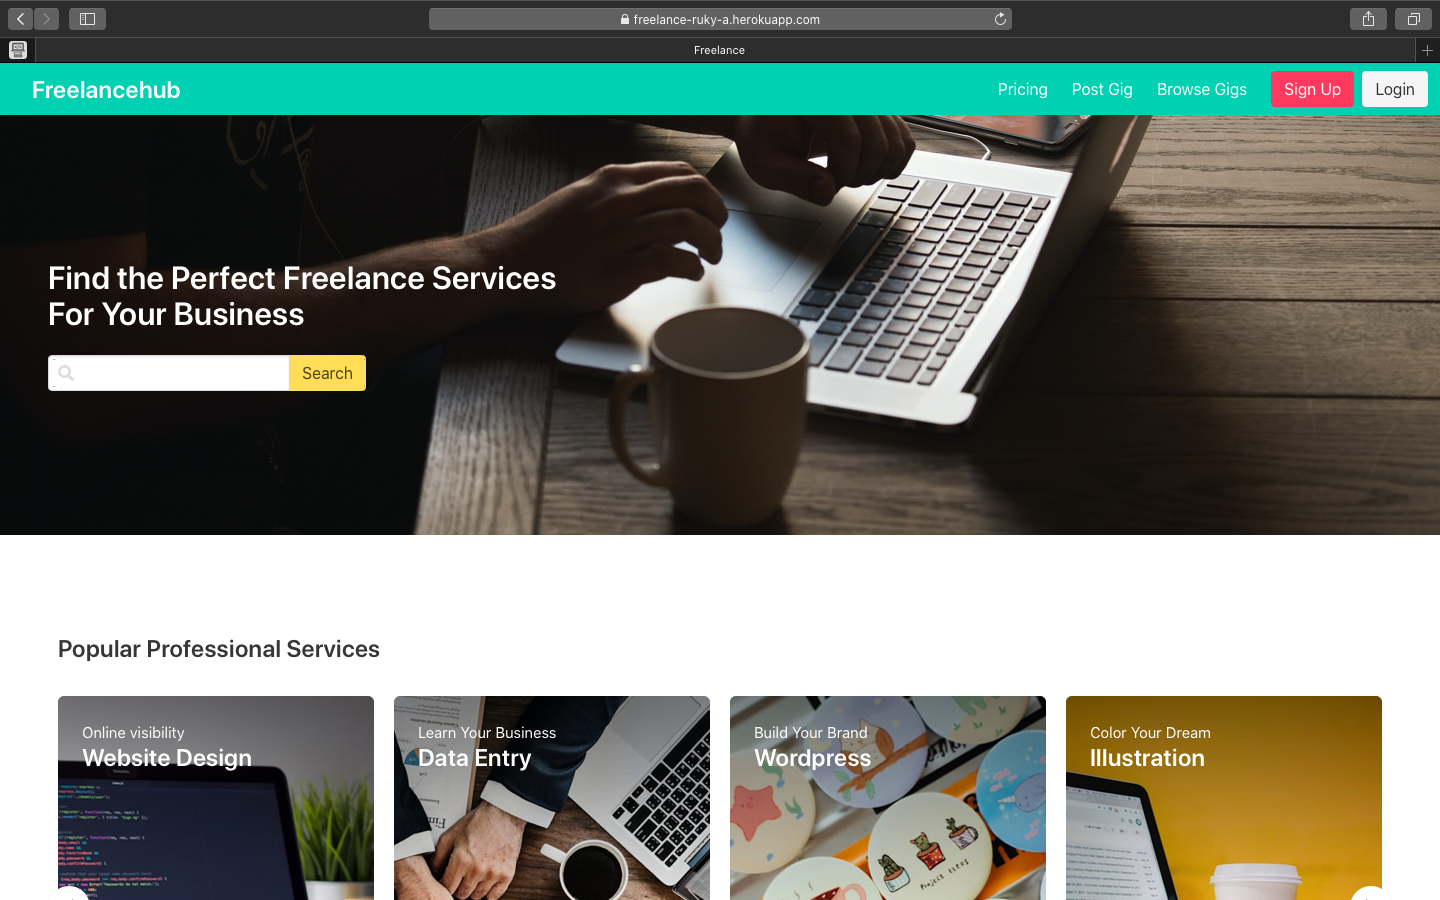 freelance-ruky-a.herokuapp.com
Freelance
Freelancehub
Pricing
Post Gig
Browse Gigs
Sign Up
Login
Find the Perfect Freelance Services
For Your Business
Search
Popular Professional Services
Online visibility
Website Design
Learn Your Business
Data Entry
Build Your Brand
Wordpress
Color Your Dream
Illustration
PROJECT ELVES